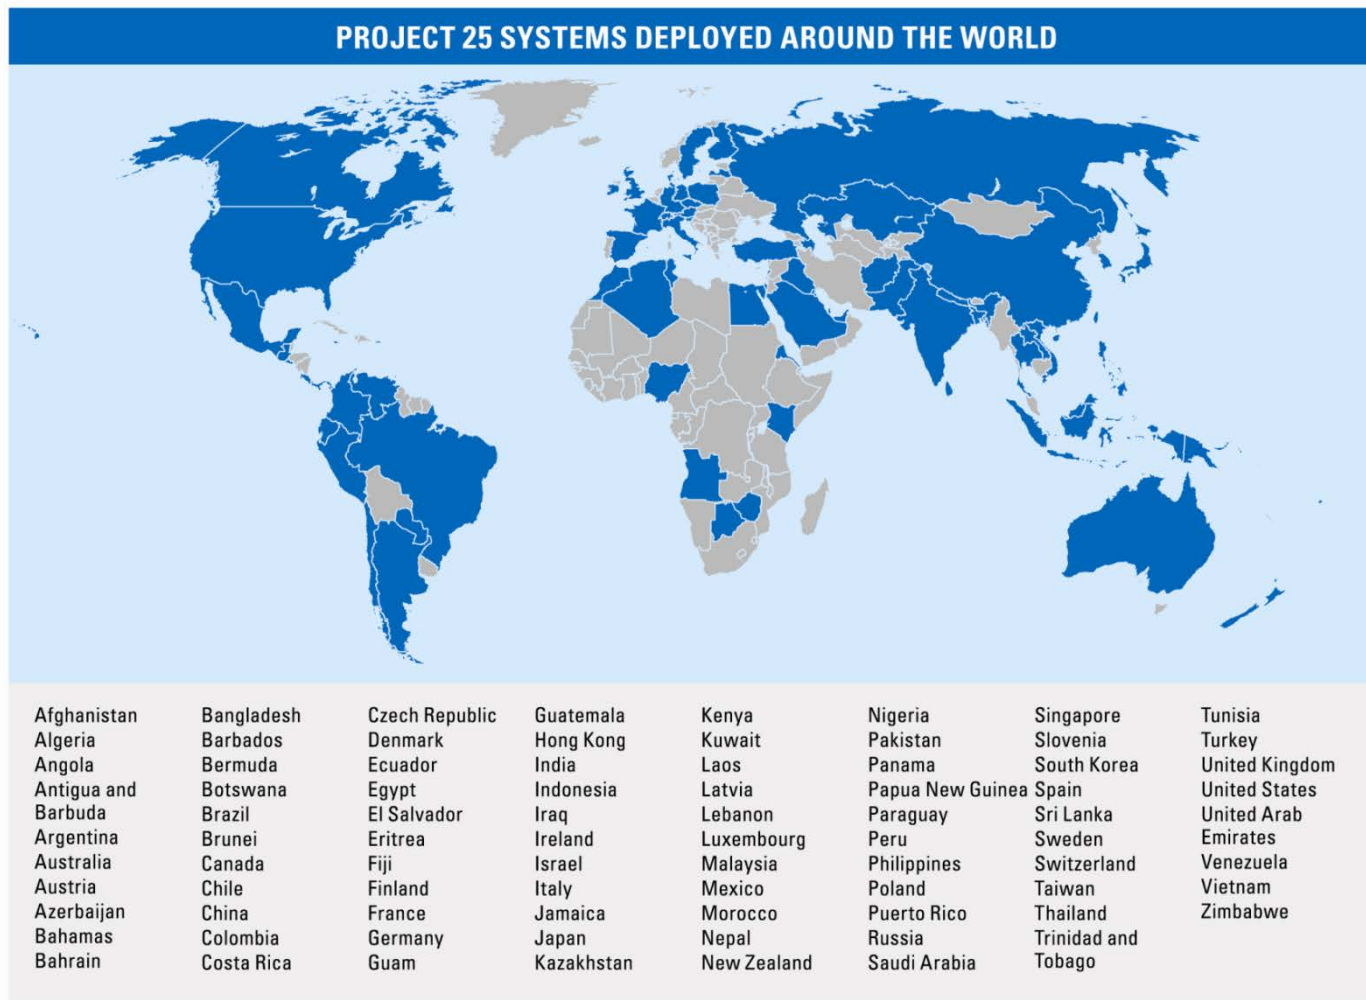 PROJECT 25 SYSTEMS DEPLOYED AROUND THE WORLD
Afghanistan
Algeria
Angola
Antigua and
Barbuda
Argentina
Australia
Austria
Azerbaijan
Bahamas
Bahrain
Bangladesh
Barbados
Bermuda
Botswana
Brazil
Brunei
Canada
Chile
China
Colombia
Costa Rica
Czech Republic
Denmark
Ecuador
Egypt
El Salvador
Eritrea
Fiji
Finland
France
Germany
Guam
Guatemala
Hong Kong
India
Indonesia
Iraq
Ireland
Israel
Italy
Jamaica
Japan
Kazakhstan
Kenya
Kuwait
Laos
Latvia
Lebanon
Luxembourg
Malaysia
Mexico
Morocco
Nepal
New Zealand
Nigeria
Pakistan
Panama
Papua New Guinea
Paraguay
Peru
Philippines
Poland
Puerto Rico
Russia
Saudi Arabia
Singapore
Slovenia
South Korea
Spain
Sri Lanka
Sweden
Switzerland
Taiwan
Thailand
Trinidad and
Tobago
Tunisia
Turkey
United Kingdom
United States
United Arab
Emirates
Venezuela
Vietnam
Zimbabwe